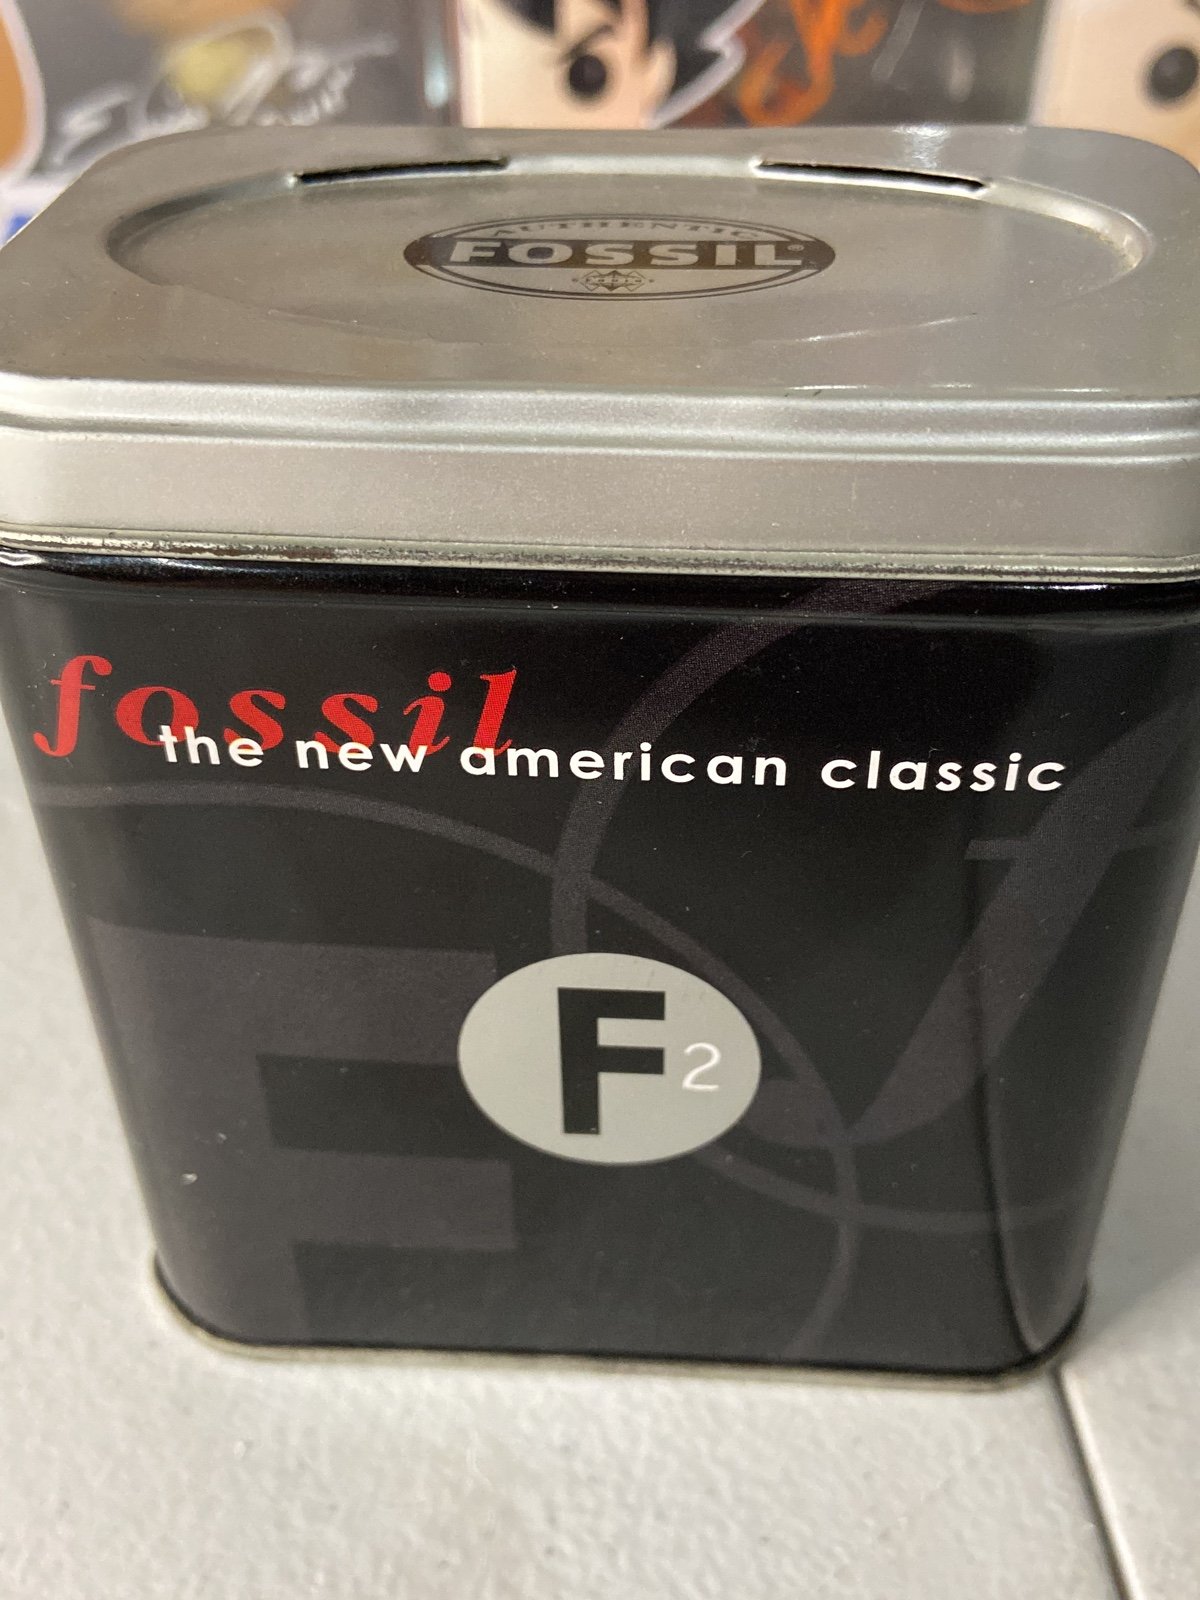 AUTHENTIC
FOSSIL®
fossil
the new american classic
F2